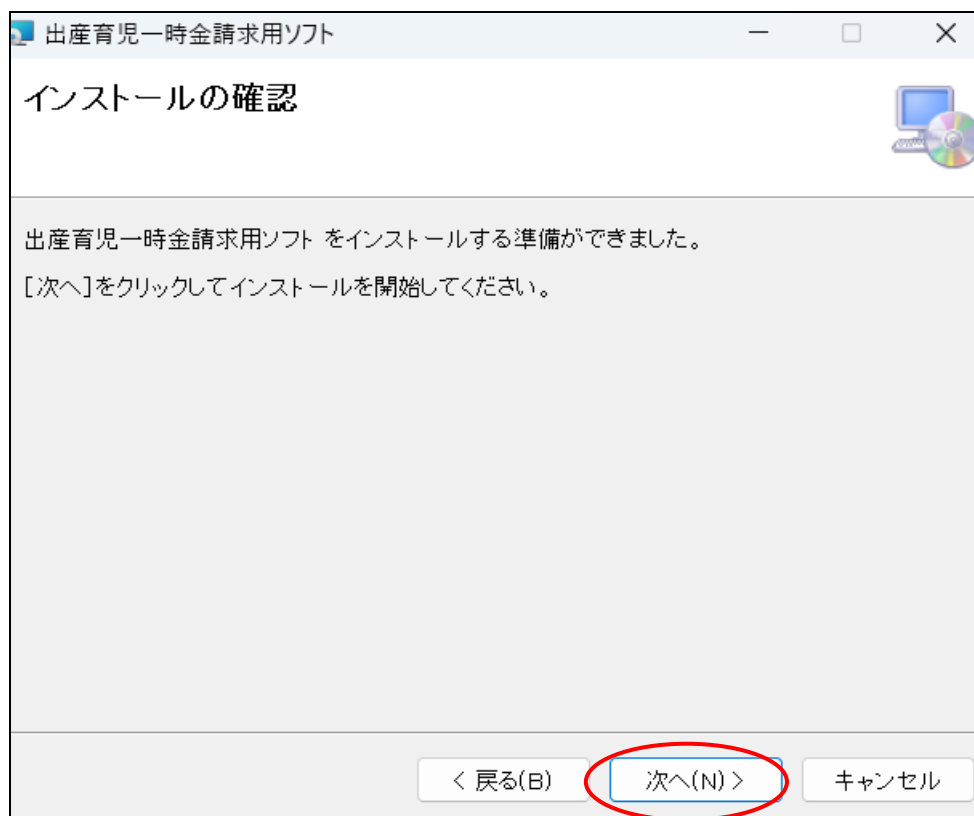 出産育児一時金請求用ソフト
インストールの確認
出産育児一時金請求用ソフト をインストールする準備ができました。
[次へ]をクリックしてインストールを開始してください。
< 戻る(B)
次へ(N) >
キャンセル